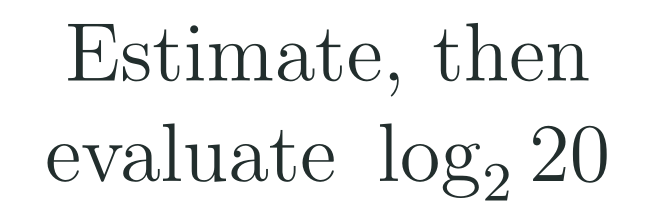 Estimate, then
evaluate log₂ 20